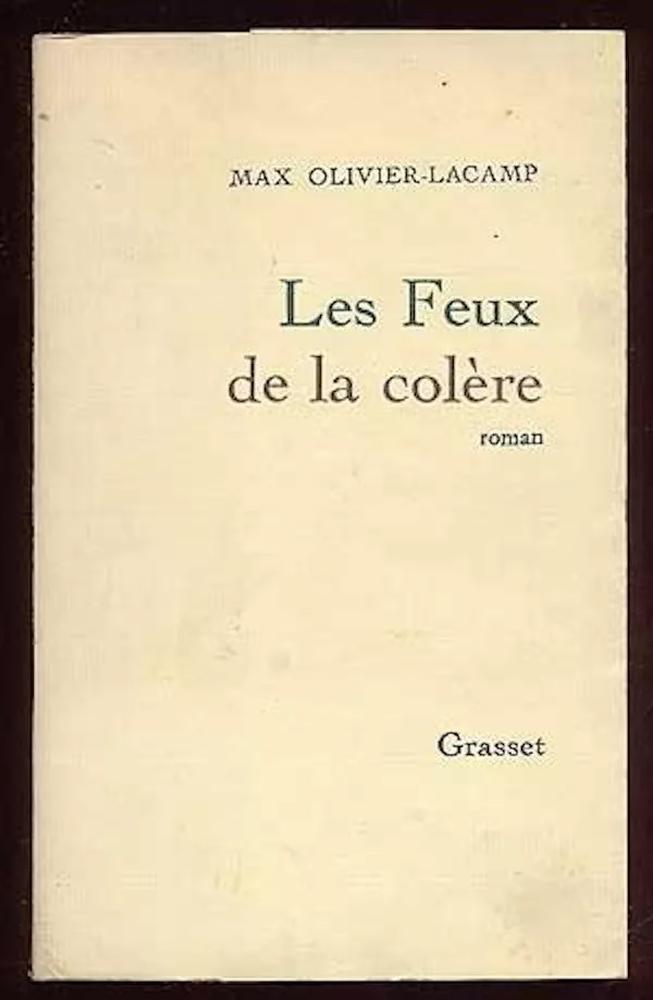 MAX OLIVIER-LACAMP
Les Feux
de la colère
roman
Grasset